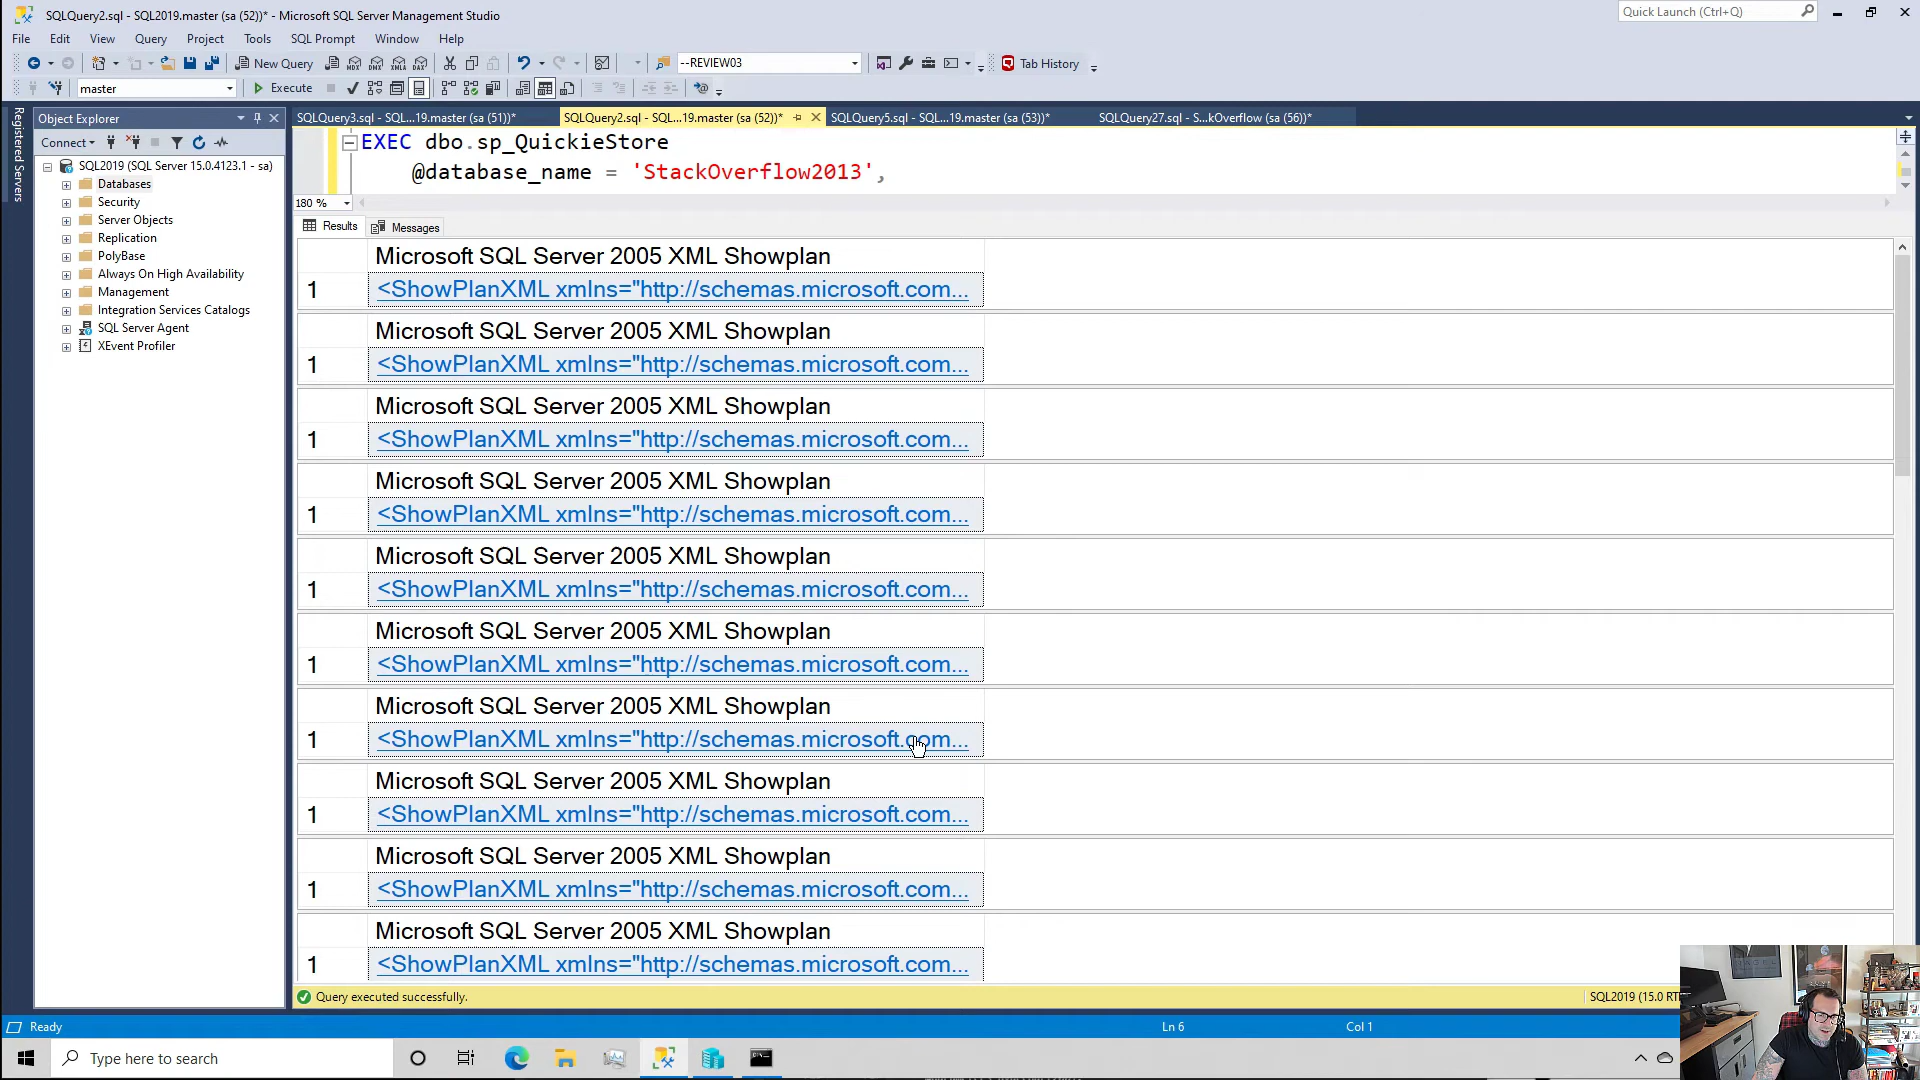 SQLQuery2.sql - SQL2019.master (sa (52))* - Microsoft SQL Server Management Studio
Quick Launch (Ctrl+Q)
File Edit View Query Project Tools SQL Prompt Window Help
New Query
MDX DMX XMLA DAX
--REVIEW03
Tab History
master
Execute
Registered Servers
Object Explorer
Connect
SQL2019 (SQL Server 15.0.4123.1 - sa)
Databases
Security
Server Objects
Replication
PolyBase
Always On High Availability
Management
Integration Services Catalogs
SQL Server Agent
XEvent Profiler
SQLQuery3.sql - SQL...19.master (sa (51))*
SQLQuery2.sql - SQL...19.master (sa (52))*
SQLQuery5.sql - SQL...19.master (sa (53))*
SQLQuery27.sql - S...kOverflow (sa (56))*
EXEC dbo.sp_QuickieStore
@database_name = 'StackOverflow2013',
180 %
Results Messages
Microsoft SQL Server 2005 XML Showplan
1 <ShowPlanXML xmlns="http://schemas.microsoft.com...
Microsoft SQL Server 2005 XML Showplan
1 <ShowPlanXML xmlns="http://schemas.microsoft.com...
Microsoft SQL Server 2005 XML Showplan
1 <ShowPlanXML xmlns="http://schemas.microsoft.com...
Microsoft SQL Server 2005 XML Showplan
1 <ShowPlanXML xmlns="http://schemas.microsoft.com...
Microsoft SQL Server 2005 XML Showplan
1 <ShowPlanXML xmlns="http://schemas.microsoft.com...
Microsoft SQL Server 2005 XML Showplan
1 <ShowPlanXML xmlns="http://schemas.microsoft.com...
Microsoft SQL Server 2005 XML Showplan
1 <ShowPlanXML xmlns="http://schemas.microsoft.com...
Microsoft SQL Server 2005 XML Showplan
1 <ShowPlanXML xmlns="http://schemas.microsoft.com...
Microsoft SQL Server 2005 XML Showplan
1 <ShowPlanXML xmlns="http://schemas.microsoft.com...
Microsoft SQL Server 2005 XML Showplan
1 <ShowPlanXML xmlns="http://schemas.microsoft.com...
Query executed successfully.
SQL2019 (15.0 RT
Ready
Ln 6
Col 1
Type here to search